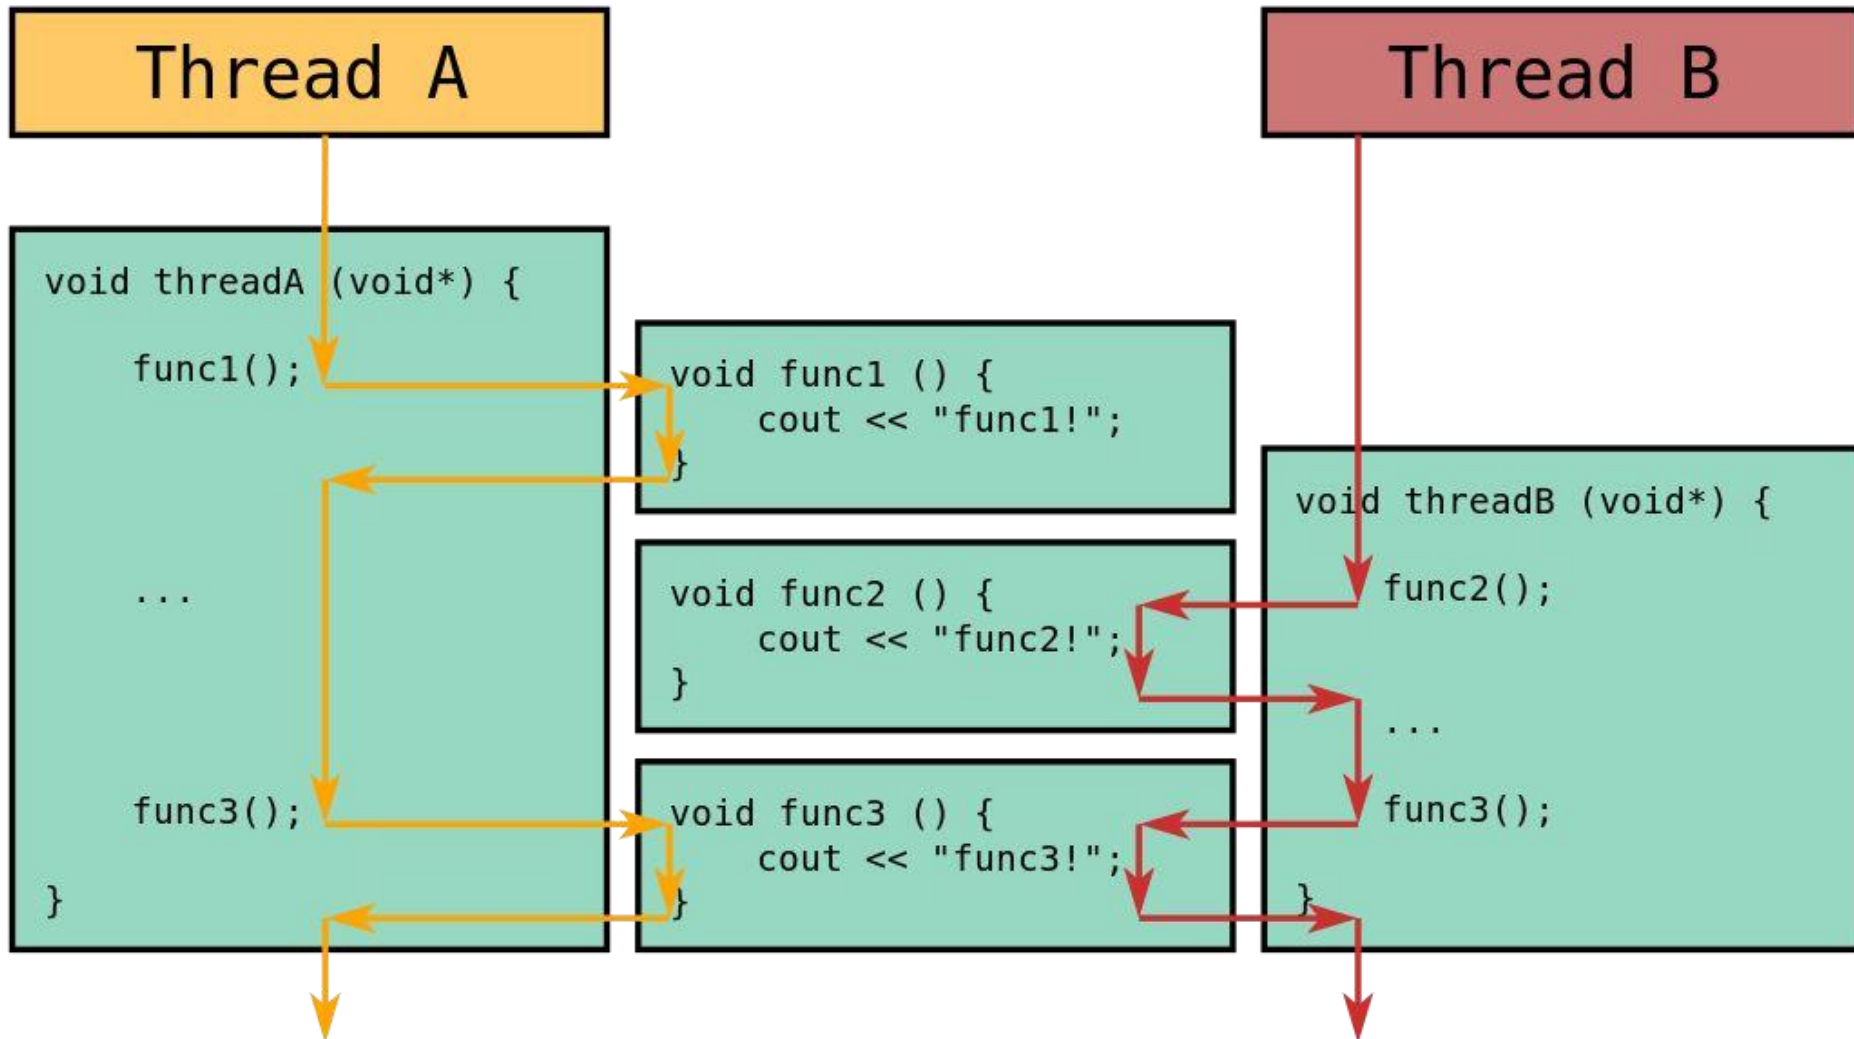 Thread A
Thread B
void threadA (void*) {
func1();
...
func3();
}
void func1 () {
cout << "func1!";
}
void func2 () {
cout << "func2!";
}
void func3 () {
cout << "func3!";
}
void threadB (void*) {
func2();
...
func3();
}